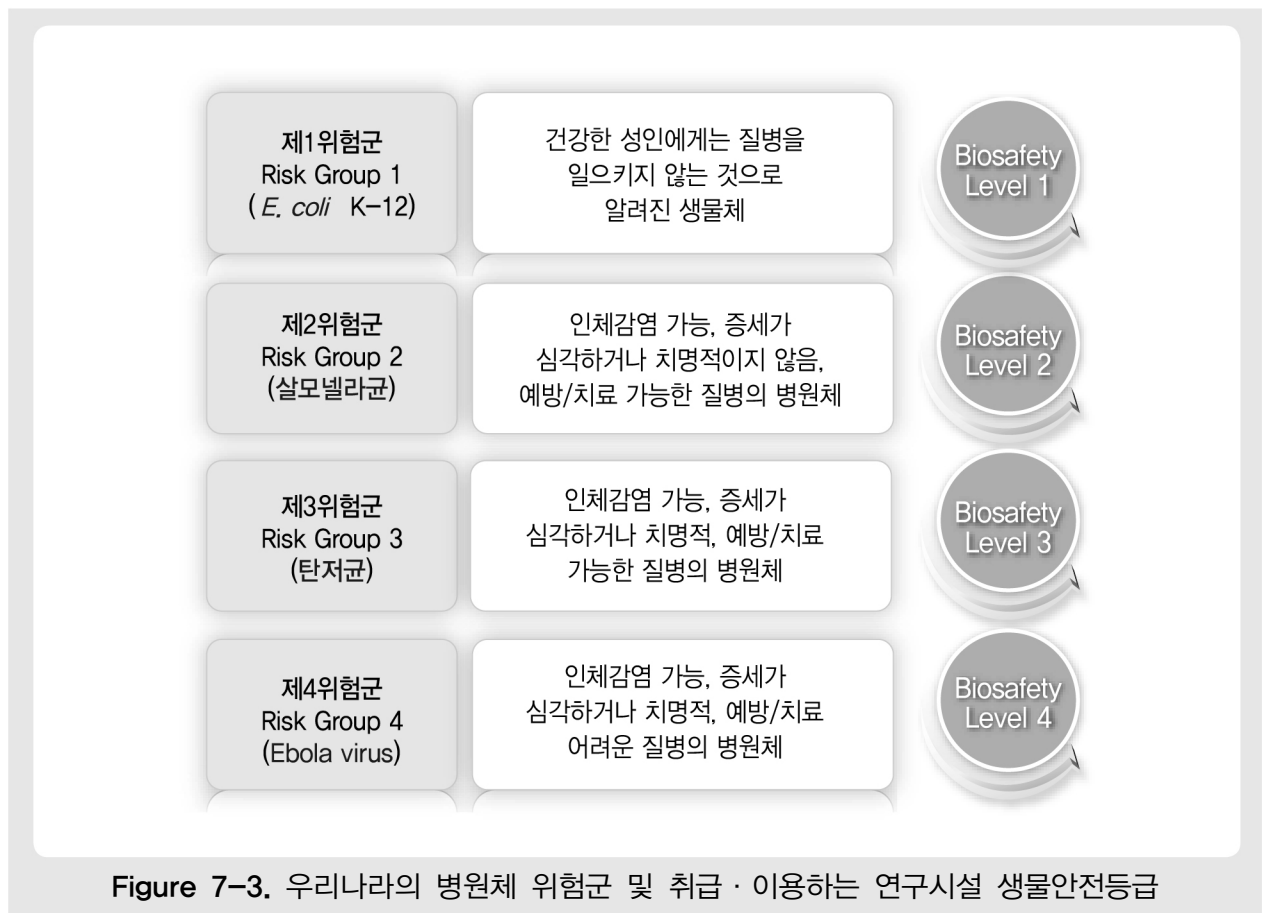 제1위험군
Risk Group 1
(E. coli K-12)
건강한 성인에게는 질병을
일으키지 않는 것으로
알려진 생물체
Biosafety
Level 1
제2위험군
Risk Group 2
(살모넬라균)
인체감염 가능, 증세가
심각하거나 치명적이지 않음,
예방/치료 가능한 질병의 병원체
Biosafety
Level 2
제3위험군
Risk Group 3
(탄저균)
인체감염 가능, 증세가
심각하거나 치명적, 예방/치료
가능한 질병의 병원체
Biosafety
Level 3
제4위험군
Risk Group 4
(Ebola virus)
인체감염 가능, 증세가
심각하거나 치명적, 예방/치료
어려운 질병의 병원체
Biosafety
Level 4
Figure 7-3. 우리나라의 병원체 위험군 및 취급·이용하는 연구시설 생물안전등급